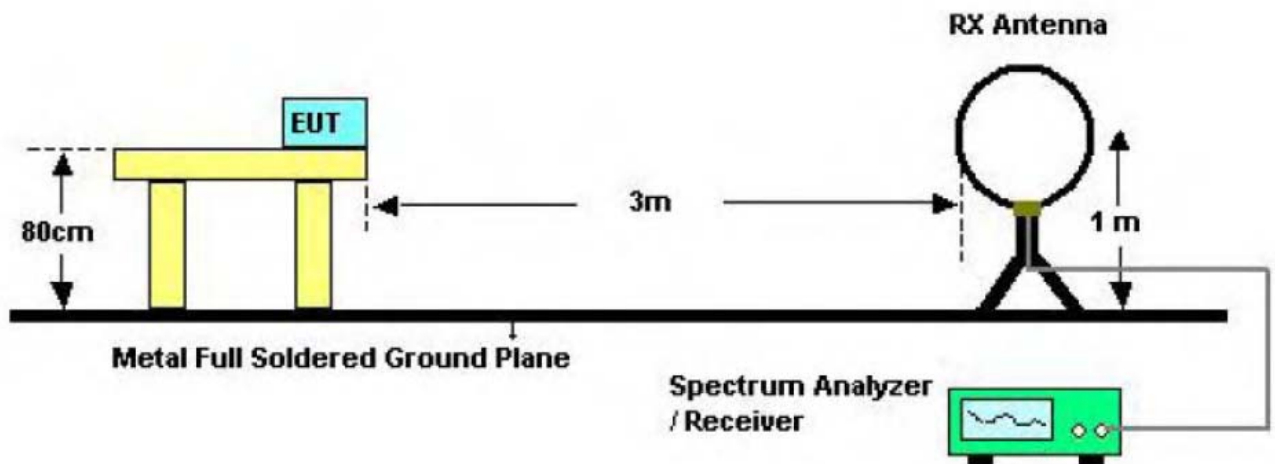 RX Antenna
EUT
3m
80cm
1 m
Metal Full Soldered Ground Plane
Spectrum Analyzer
/ Receiver